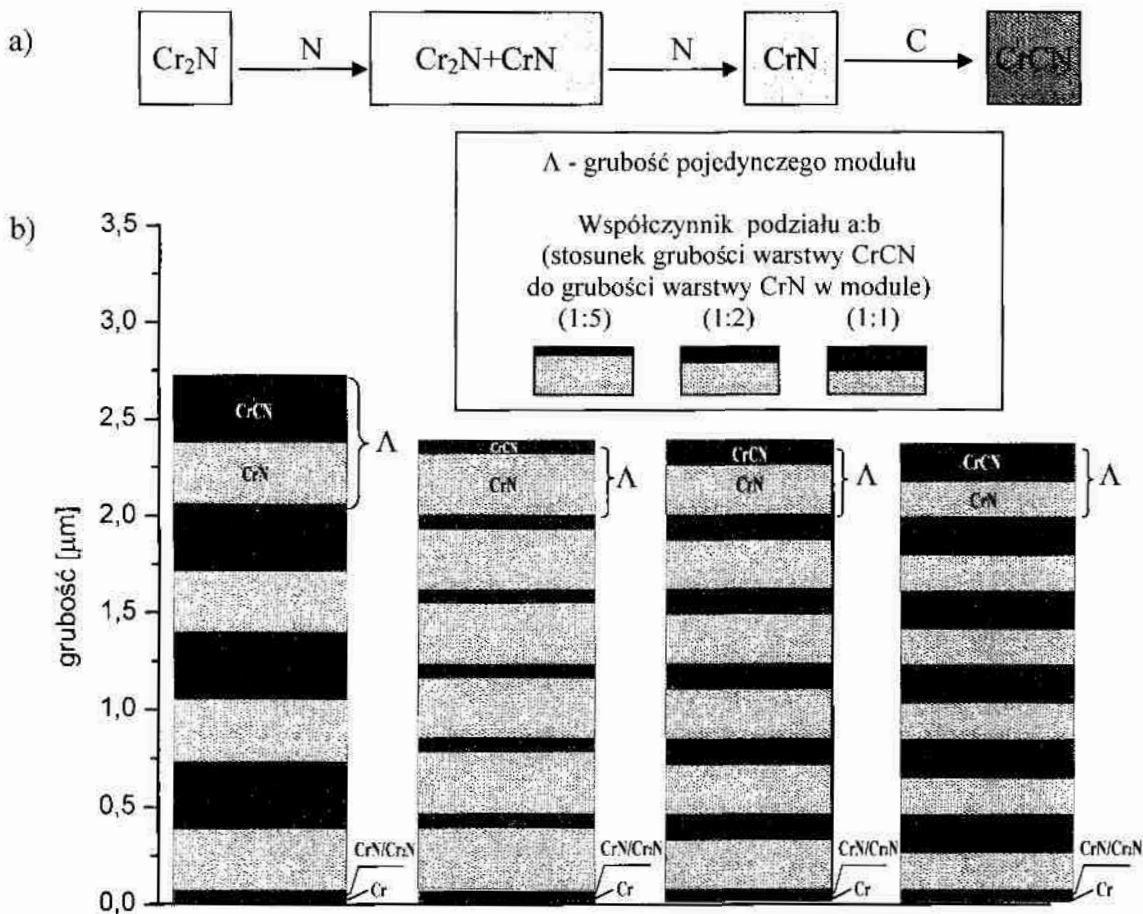 a)
Cr₂N
N
Cr₂N+CrN
N
CrN
C
CrCN
Λ - grubość pojedynczego modułu
Współczynnik podziału a:b
(stosunek grubości warstwy CrCN
do grubości warstwy CrN w module)
(1:5) (1:2) (1:1)
b)
grubość [μm]
3,5
3,0
2,5
2,0
1,5
1,0
0,5
0,0
CrCN
CrN
Λ
CrN/Cr₂N
Cr
CrCN
CrN
Λ
CrN/Cr₂N
Cr
CrCN
CrN
Λ
CrN/Cr₂N
Cr
CrCN
CrN
Λ
CrN/Cr₂N
Cr